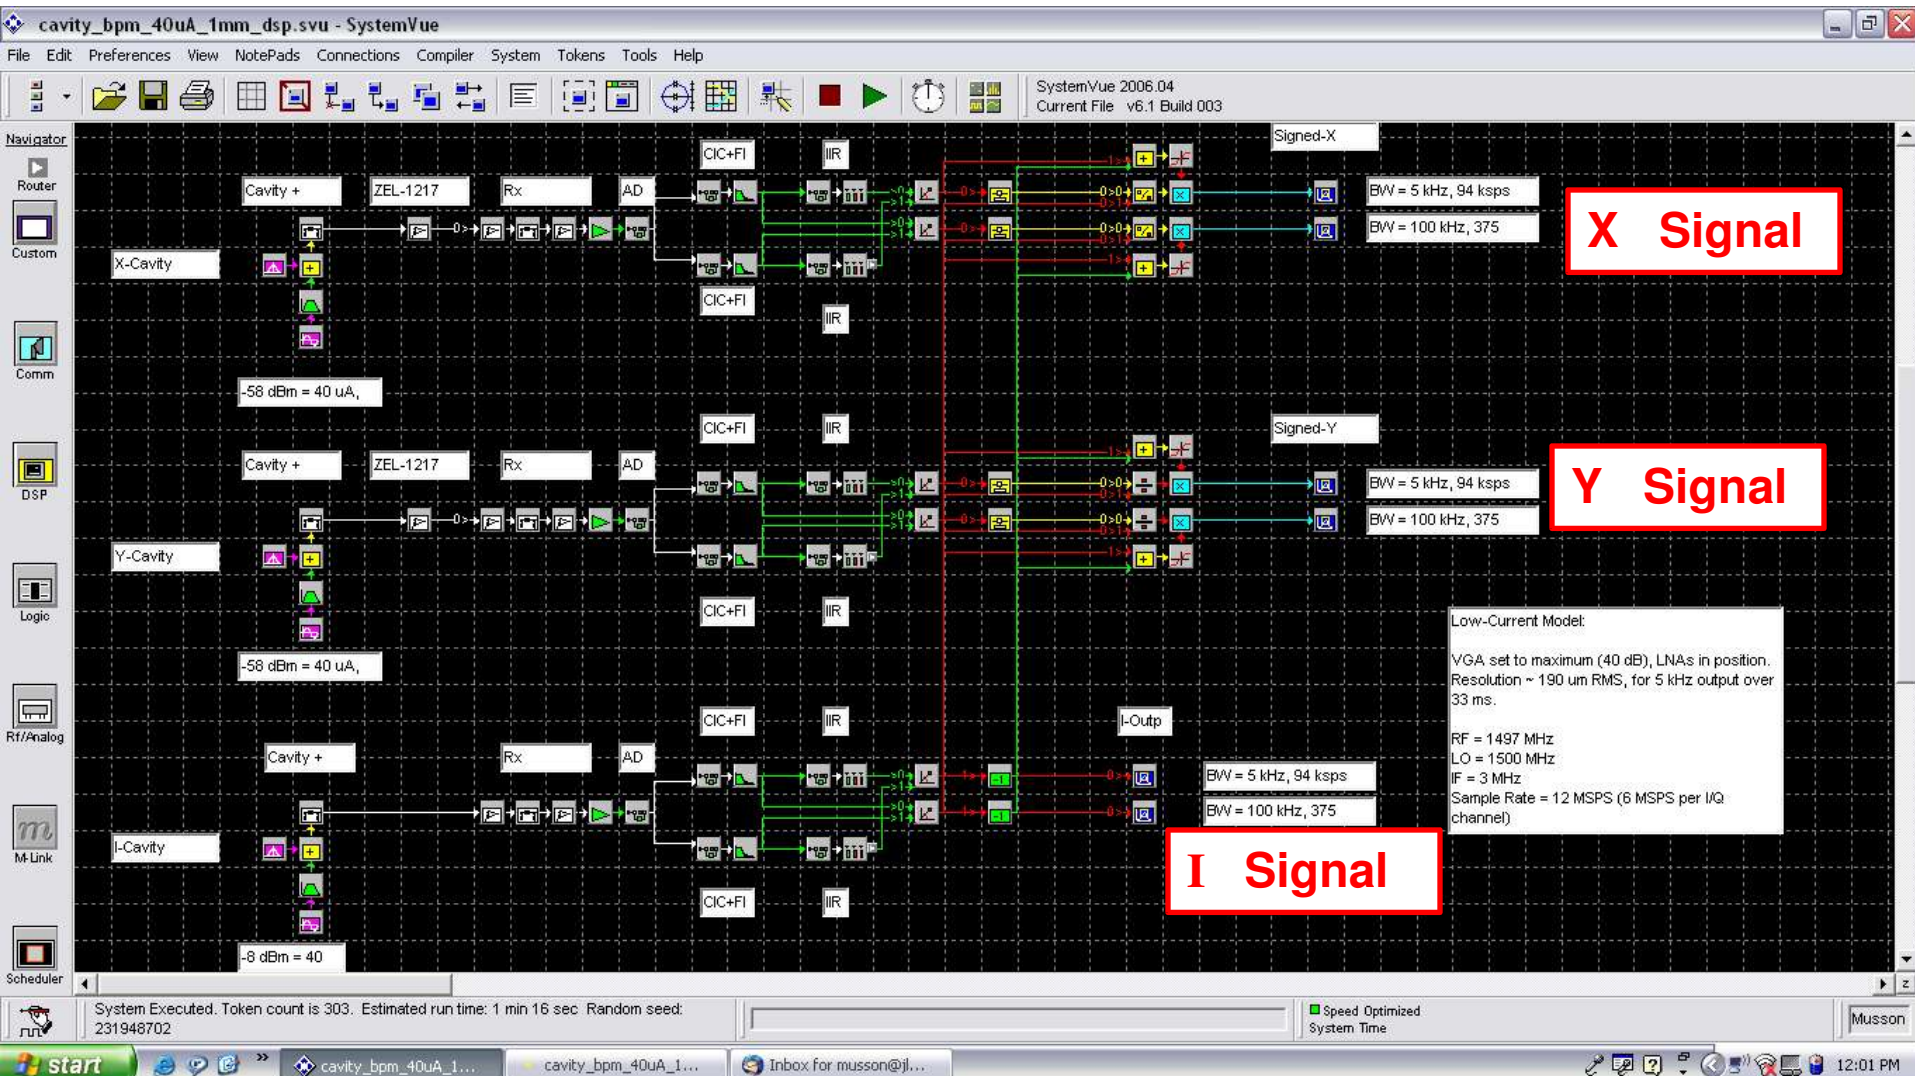 cavity_bpm_40uA_1mm_dsp.svu - SystemVue
File Edit Preferences View NotePads Connections Compiler System Tokens Tools Help
SystemVue 2006.04
Current File v6.1 Build 003
Navigator
Router
Custom
Comm
DSP
Logic
Rf/Analog
M-Link
Scheduler
CIC+FI
IIR
Signed-X
Cavity +
ZEL-1217
Rx
AD
BW = 5 kHz, 94 ksps
BW = 100 kHz, 375
X Signal
X-Cavity
CIC+FI
IIR
-58 dBm = 40 uA,
CIC+FI
IIR
Signed-Y
Cavity +
ZEL-1217
Rx
AD
BW = 5 kHz, 94 ksps
BW = 100 kHz, 375
Y Signal
Y-Cavity
CIC+FI
IIR
-58 dBm = 40 uA,
Low-Current Model:
VGA set to maximum (40 dB), LNAs in position.
Resolution ~ 190 um RMS, for 5 kHz output over
33 ms.
RF = 1497 MHz
LO = 1500 MHz
IF = 3 MHz
Sample Rate = 12 MSPS (6 MSPS per I/Q
channel)
CIC+FI
IIR
I-Outp
Cavity +
Rx
AD
BW = 5 kHz, 94 ksps
BW = 100 kHz, 375
I Signal
I-Cavity
CIC+FI
IIR
-8 dBm = 40
System Executed. Token count is 303. Estimated run time: 1 min 16 sec Random seed:
231948702
Speed Optimized
System Time
Musson
start
cavity_bpm_40uA_1...
cavity_bpm_40uA_1...
Inbox for musson@jl...
12:01 PM